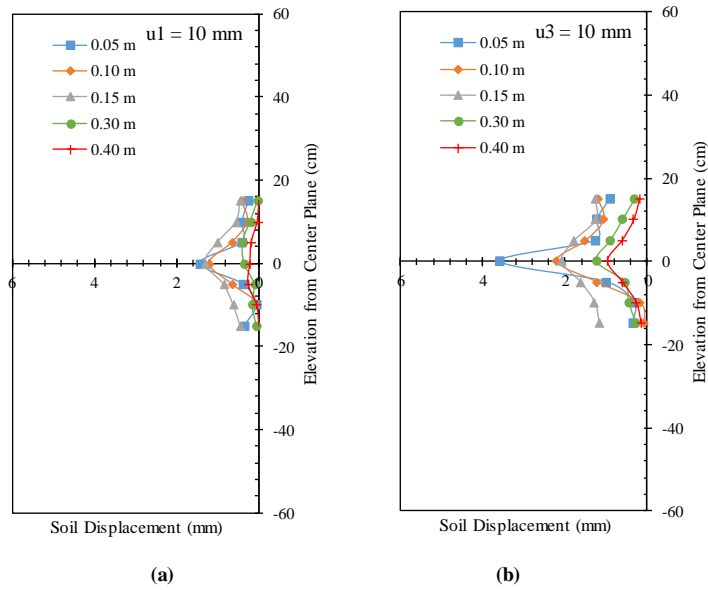 u1 = 10 mm
0.05 m
0.10 m
0.15 m
0.30 m
0.40 m
60
40
20
0
-20
-40
-60
6
4
2
0
Elevation from Center Plane (cm)
Soil Displacement (mm)
(a)
u3 = 10 mm
0.05 m
0.10 m
0.15 m
0.30 m
0.40 m
60
40
20
0
-20
-40
-60
6
4
2
0
Elevation from Center Plane (cm)
Soil Displacement (mm)
(b)